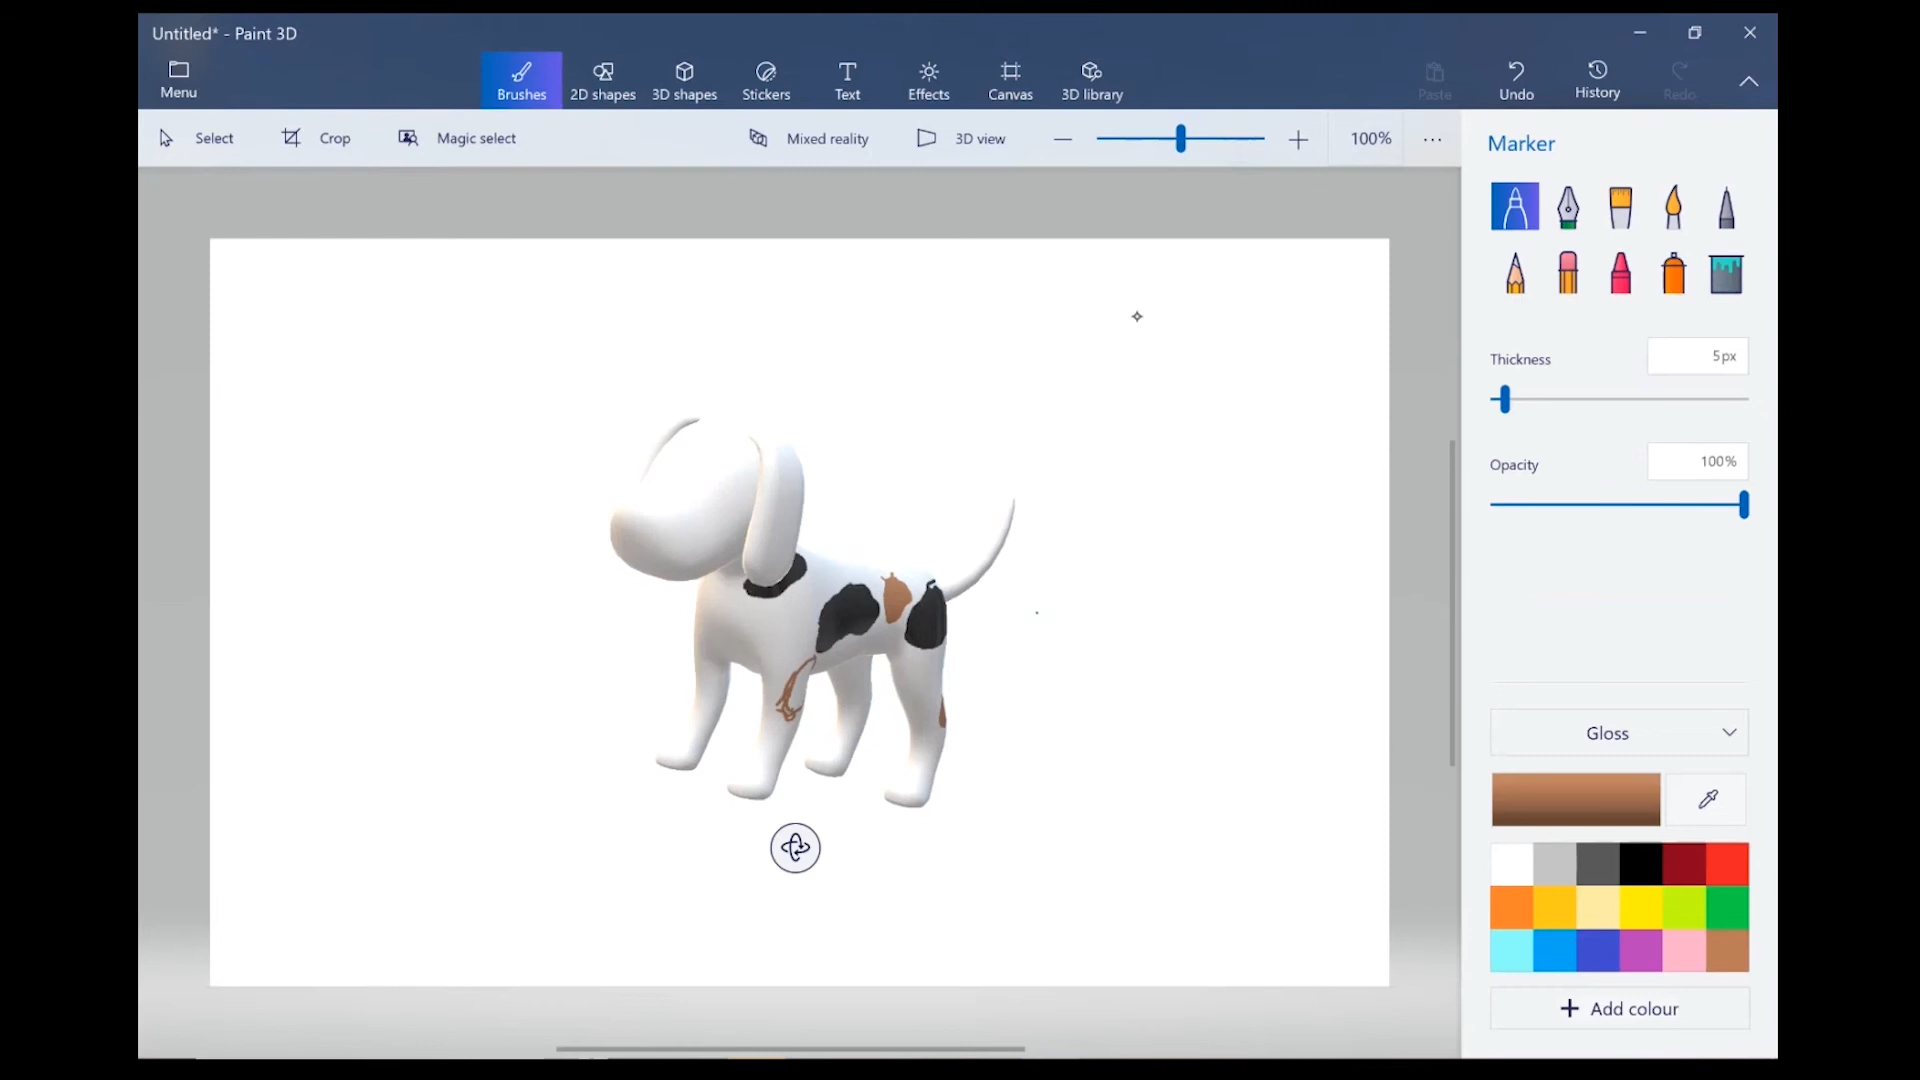 Untitled* - Paint 3D
Menu
Brushes
2D shapes
3D shapes
Stickers
Text
Effects
Canvas
3D library
Paste
Undo
History
Redo
Select
Crop
Magic select
Mixed reality
3D view
100%
Marker
Thickness
5px
Opacity
100%
Gloss
Add colour